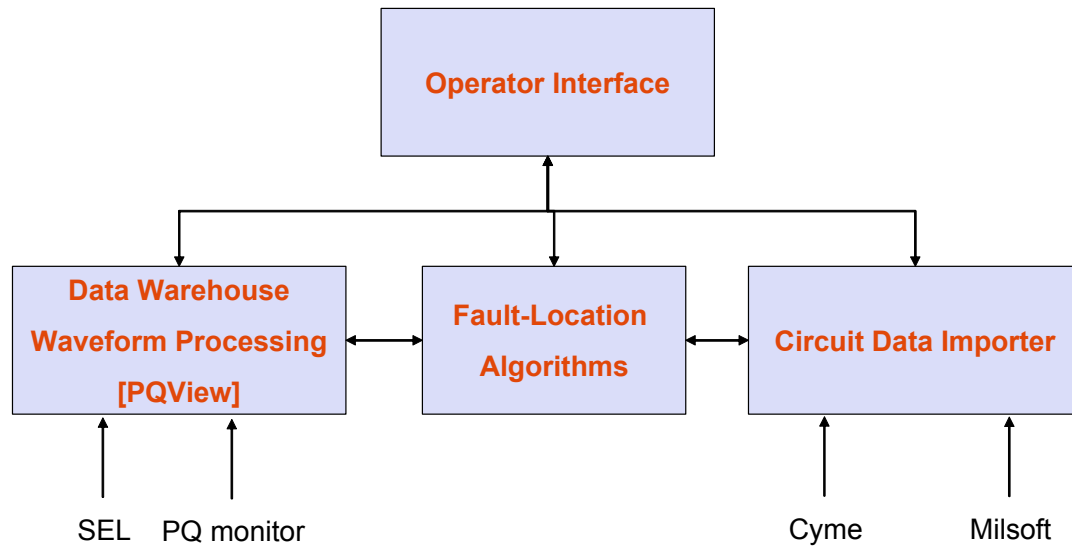 Operator Interface
Data Warehouse
Waveform Processing
[PQView]
Fault-Location
Algorithms
Circuit Data Importer
SEL
PQ monitor
Cyme
Milsoft